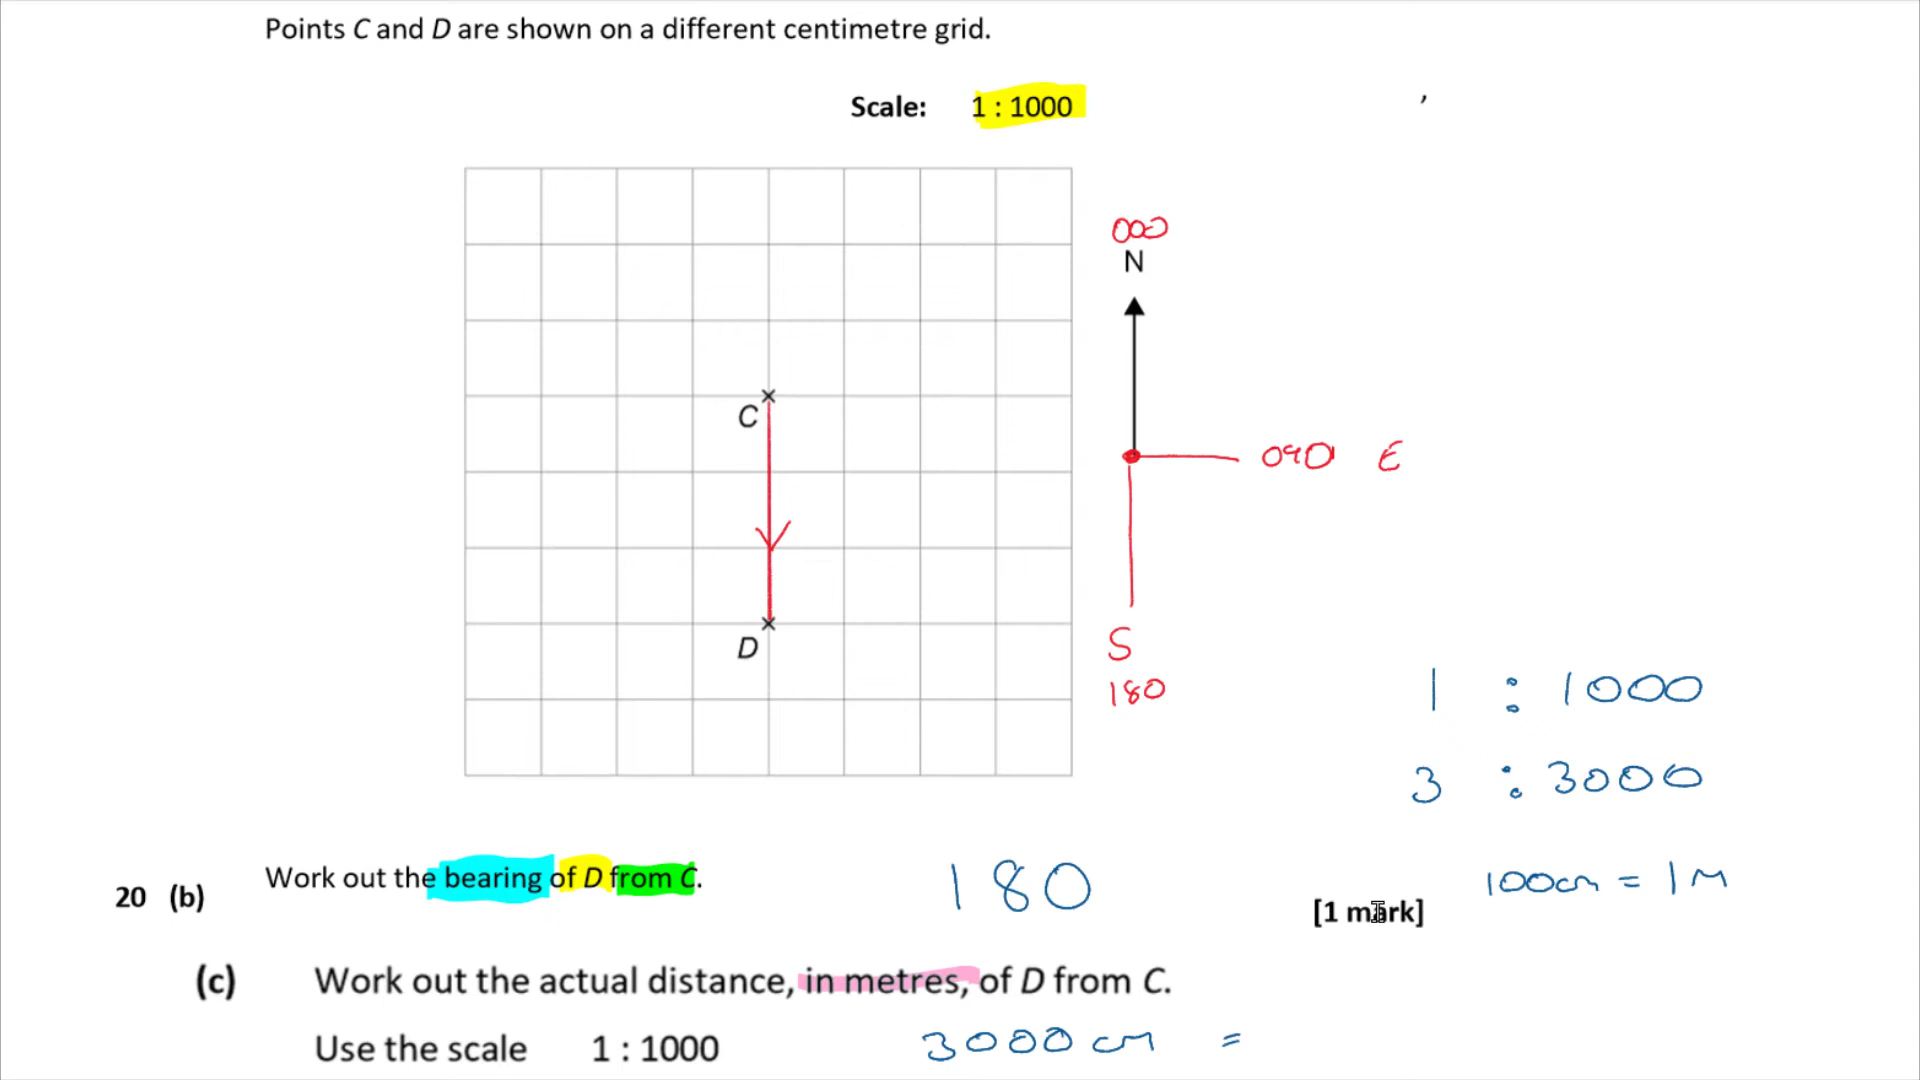 Points C and D are shown on a different centimetre grid.
Scale: 1 : 1000
000
N
C
090 E
D
S
180
1 : 1000
3 : 3000
20 (b) Work out the bearing of D from C.
180
100cm = 1M
[1 mark]
(c) Work out the actual distance, in metres, of D from C.
Use the scale 1 : 1000
3000cm =